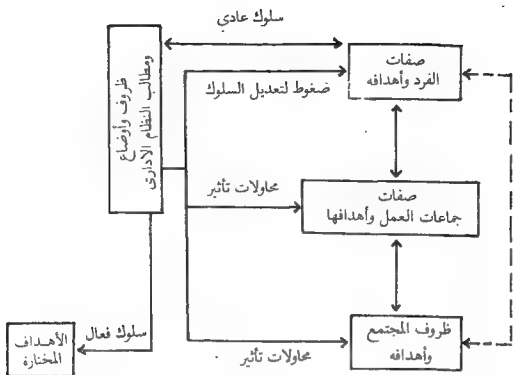 سلوك عادي
صفات
الفرد وأهدافه
ظروف وأوضاع
ومطالب النظام الادارى
ضغوط لتعديل السلوك
محاولات تأثير
صفات
جماعات العمل وأهدافها
سلوك فعال
ظروف المجتمع
وأهدافه
محاولات تأثير
الأهداف
المختارة